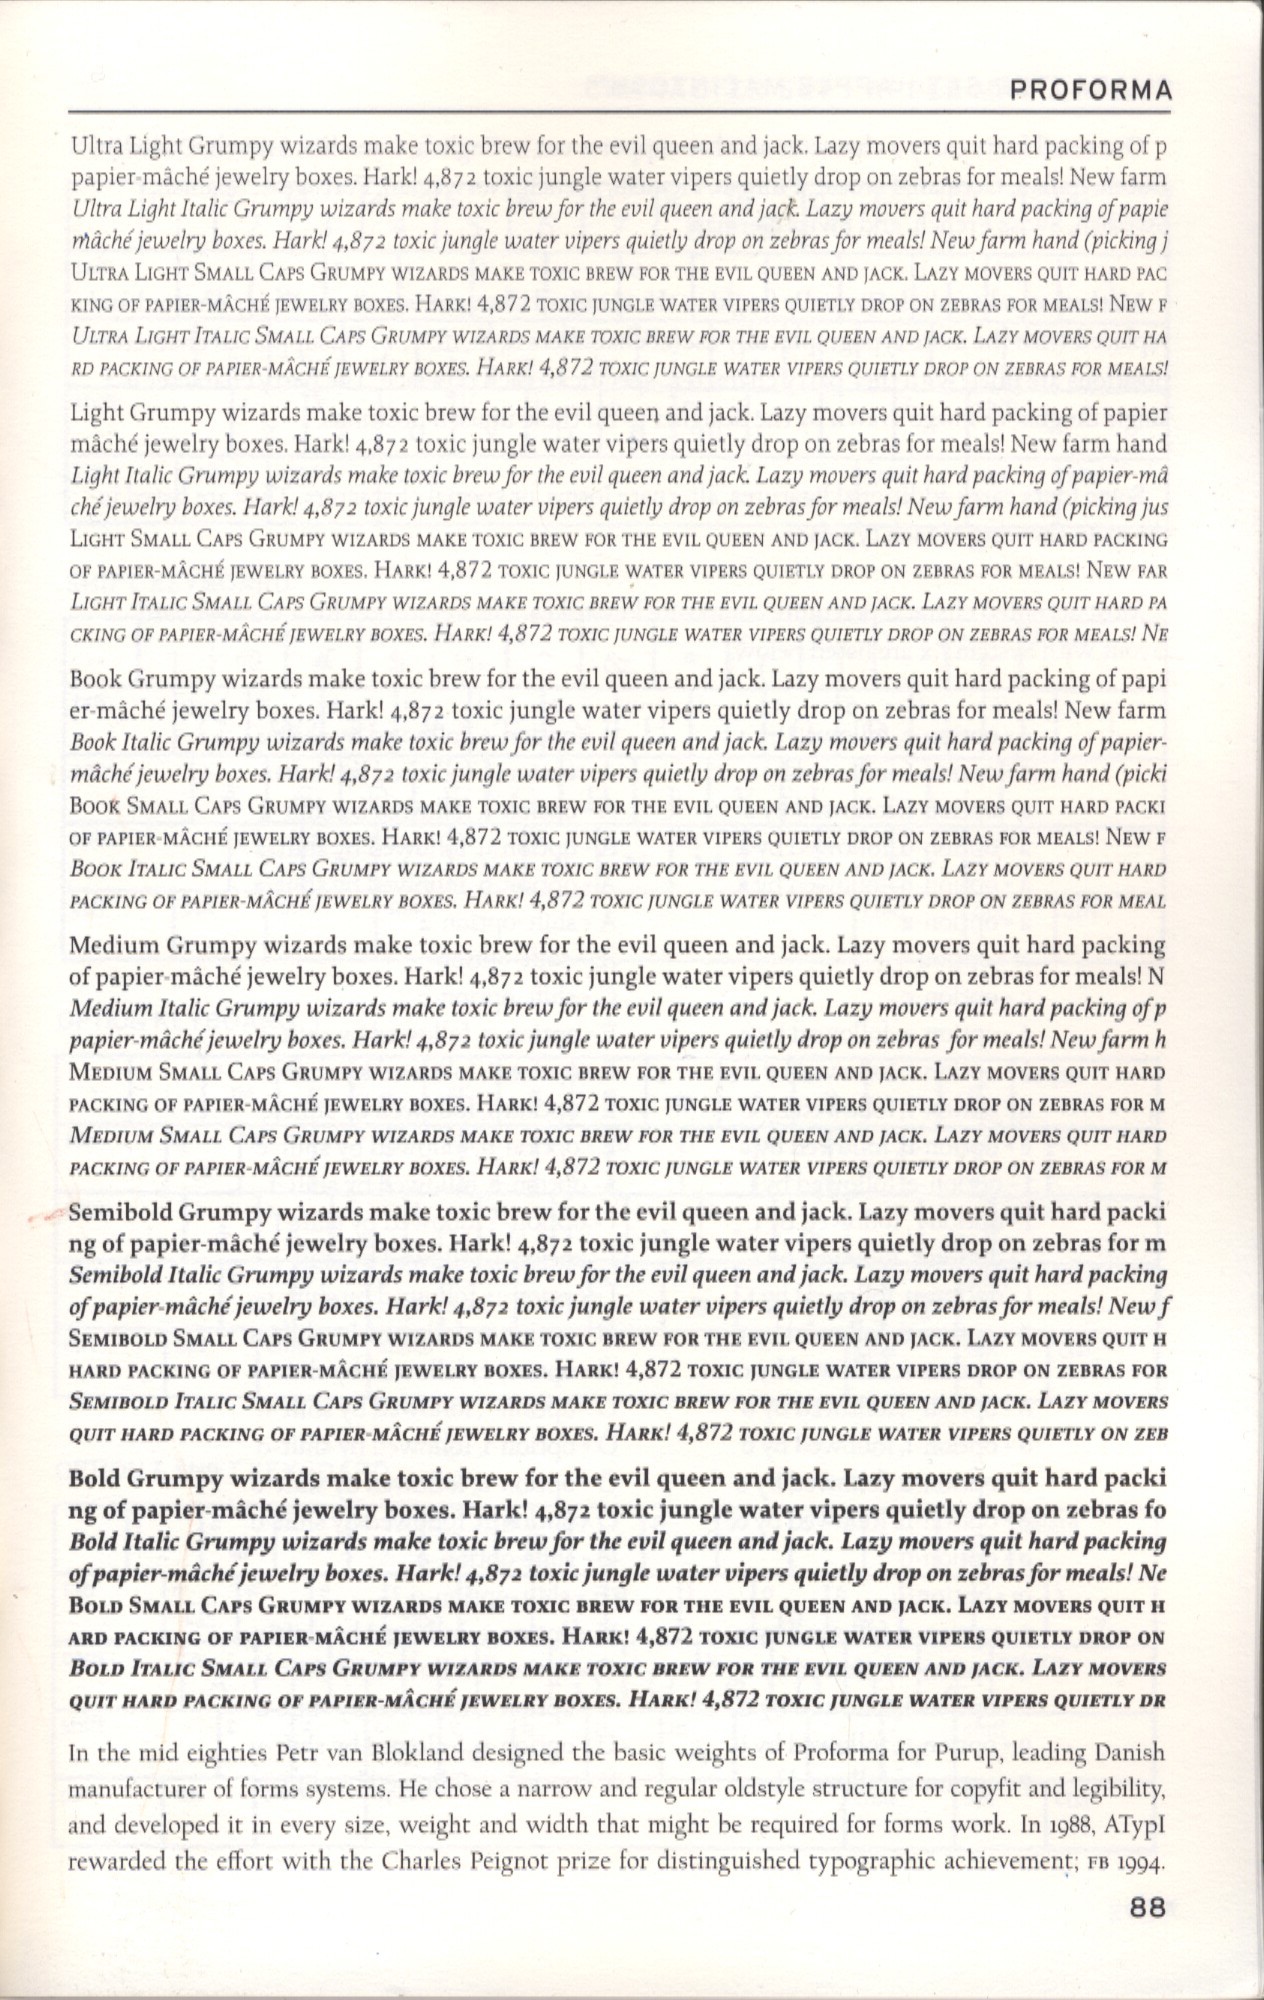 PROFORMA
Ultra Light Grumpy wizards make toxic brew for the evil queen and jack. Lazy movers quit hard packing of p
papier-mâché jewelry boxes. Hark! 4,872 toxic jungle water vipers quietly drop on zebras for meals! New farm
Ultra Light Italic Grumpy wizards make toxic brew for the evil queen and jack. Lazy movers quit hard packing of papie
mâché jewelry boxes. Hark! 4,872 toxic jungle water vipers quietly drop on zebras for meals! New farm hand (picking j
ULTRA LIGHT SMALL CAPS GRUMPY WIZARDS MAKE TOXIC BREW FOR THE EVIL QUEEN AND JACK. LAZY MOVERS QUIT HARD PAC
KING OF PAPIER-MÂCHÉ JEWELRY BOXES. HARK! 4,872 TOXIC JUNGLE WATER VIPERS QUIETLY DROP ON ZEBRAS FOR MEALS! NEW F
ULTRA LIGHT ITALIC SMALL CAPS GRUMPY WIZARDS MAKE TOXIC BREW FOR THE EVIL QUEEN AND JACK. LAZY MOVERS QUIT HA
RD PACKING OF PAPIER-MÂCHÉ JEWELRY BOXES. HARK! 4,872 TOXIC JUNGLE WATER VIPERS QUIETLY DROP ON ZEBRAS FOR MEALS!
Light Grumpy wizards make toxic brew for the evil queen and jack. Lazy movers quit hard packing of papier
mâché jewelry boxes. Hark! 4,872 toxic jungle water vipers quietly drop on zebras for meals! New farm hand
Light Italic Grumpy wizards make toxic brew for the evil queen and jack. Lazy movers quit hard packing of papier-mâ
ché jewelry boxes. Hark! 4,872 toxic jungle water vipers quietly drop on zebras for meals! New farm hand (picking jus
LIGHT SMALL CAPS GRUMPY WIZARDS MAKE TOXIC BREW FOR THE EVIL QUEEN AND JACK. LAZY MOVERS QUIT HARD PACKING
OF PAPIER-MÂCHÉ JEWELRY BOXES. HARK! 4,872 TOXIC JUNGLE WATER VIPERS QUIETLY DROP ON ZEBRAS FOR MEALS! NEW FAR
LIGHT ITALIC SMALL CAPS GRUMPY WIZARDS MAKE TOXIC BREW FOR THE EVIL QUEEN AND JACK. LAZY MOVERS QUIT HARD PA
CKING OF PAPIER-MÂCHÉ JEWELRY BOXES. HARK! 4,872 TOXIC JUNGLE WATER VIPERS QUIETLY DROP ON ZEBRAS FOR MEALS! NE
Book Grumpy wizards make toxic brew for the evil queen and jack. Lazy movers quit hard packing of papi
er-mâché jewelry boxes. Hark! 4,872 toxic jungle water vipers quietly drop on zebras for meals! New farm
Book Italic Grumpy wizards make toxic brew for the evil queen and jack. Lazy movers quit hard packing of papier-
mâché jewelry boxes. Hark! 4,872 toxic jungle water vipers quietly drop on zebras for meals! New farm hand (picki
BOOK SMALL CAPS GRUMPY WIZARDS MAKE TOXIC BREW FOR THE EVIL QUEEN AND JACK. LAZY MOVERS QUIT HARD PACKI
OF PAPIER-MÂCHÉ JEWELRY BOXES. HARK! 4,872 TOXIC JUNGLE WATER VIPERS QUIETLY DROP ON ZEBRAS FOR MEALS! NEW F
BOOK ITALIC SMALL CAPS GRUMPY WIZARDS MAKE TOXIC BREW FOR THE EVIL QUEEN AND JACK. LAZY MOVERS QUIT HARD
PACKING OF PAPIER-MÂCHÉ JEWELRY BOXES. HARK! 4,872 TOXIC JUNGLE WATER VIPERS QUIETLY DROP ON ZEBRAS FOR MEAL
Medium Grumpy wizards make toxic brew for the evil queen and jack. Lazy movers quit hard packing
of papier-mâché jewelry boxes. Hark! 4,872 toxic jungle water vipers quietly drop on zebras for meals! N
Medium Italic Grumpy wizards make toxic brew for the evil queen and jack. Lazy movers quit hard packing of p
papier-mâché jewelry boxes. Hark! 4,872 toxic jungle water vipers quietly drop on zebras for meals! New farm h
MEDIUM SMALL CAPS GRUMPY WIZARDS MAKE TOXIC BREW FOR THE EVIL QUEEN AND JACK. LAZY MOVERS QUIT HARD
PACKING OF PAPIER-MÂCHÉ JEWELRY BOXES. HARK! 4,872 TOXIC JUNGLE WATER VIPERS QUIETLY DROP ON ZEBRAS FOR M
MEDIUM SMALL CAPS GRUMPY WIZARDS MAKE TOXIC BREW FOR THE EVIL QUEEN AND JACK. LAZY MOVERS QUIT HARD
PACKING OF PAPIER-MÂCHÉ JEWELRY BOXES. HARK! 4,872 TOXIC JUNGLE WATER VIPERS QUIETLY DROP ON ZEBRAS FOR M
Semibold Grumpy wizards make toxic brew for the evil queen and jack. Lazy movers quit hard packi
ng of papier-mâché jewelry boxes. Hark! 4,872 toxic jungle water vipers quietly drop on zebras for m
Semibold Italic Grumpy wizards make toxic brew for the evil queen and jack. Lazy movers quit hard packing
of papier-mâché jewelry boxes. Hark! 4,872 toxic jungle water vipers quietly drop on zebras for meals! New f
SEMIBOLD SMALL CAPS GRUMPY WIZARDS MAKE TOXIC BREW FOR THE EVIL QUEEN AND JACK. LAZY MOVERS QUIT H
HARD PACKING OF PAPIER-MÂCHÉ JEWELRY BOXES. HARK! 4,872 TOXIC JUNGLE WATER VIPERS DROP ON ZEBRAS FOR
SEMIBOLD ITALIC SMALL CAPS GRUMPY WIZARDS MAKE TOXIC BREW FOR THE EVIL QUEEN AND JACK. LAZY MOVERS
QUIT HARD PACKING OF PAPIER-MÂCHÉ JEWELRY BOXES. HARK! 4,872 TOXIC JUNGLE WATER VIPERS QUIETLY ON ZEB
Bold Grumpy wizards make toxic brew for the evil queen and jack. Lazy movers quit hard packi
ng of papier-mâché jewelry boxes. Hark! 4,872 toxic jungle water vipers quietly drop on zebras fo
Bold Italic Grumpy wizards make toxic brew for the evil queen and jack. Lazy movers quit hard packing
of papier-mâché jewelry boxes. Hark! 4,872 toxic jungle water vipers quietly drop on zebras for meals! Ne
BOLD SMALL CAPS GRUMPY WIZARDS MAKE TOXIC BREW FOR THE EVIL QUEEN AND JACK. LAZY MOVERS QUIT H
ARD PACKING OF PAPIER-MÂCHÉ JEWELRY BOXES. HARK! 4,872 TOXIC JUNGLE WATER VIPERS QUIETLY DROP ON
BOLD ITALIC SMALL CAPS GRUMPY WIZARDS MAKE TOXIC BREW FOR THE EVIL QUEEN AND JACK. LAZY MOVERS
QUIT HARD PACKING OF PAPIER-MÂCHÉ JEWELRY BOXES. HARK! 4,872 TOXIC JUNGLE WATER VIPERS QUIETLY DR
In the mid eighties Petr van Blokland designed the basic weights of Proforma for Purup, leading Danish
manufacturer of forms systems. He chose a narrow and regular oldstyle structure for copyfit and legibility,
and developed it in every size, weight and width that might be required for forms work. In 1988, ATypI
rewarded the effort with the Charles Peignot prize for distinguished typographic achievement; FB 1994.
88